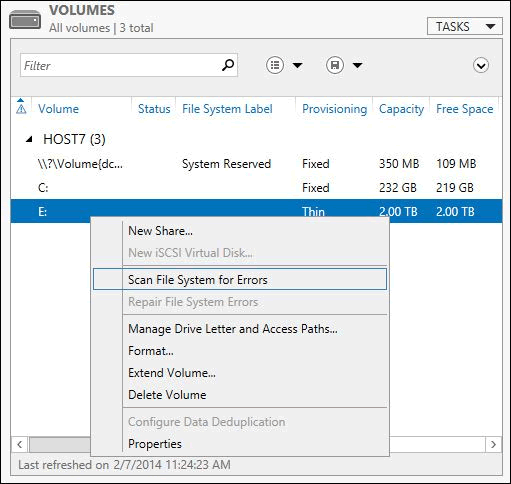 VOLUMES
All volumes | 3 total
TASKS
Filter
Volume Status File System Label Provisioning Capacity Free Space
HOST7 (3)
\\?\Volume{dc... System Reserved Fixed 350 MB 109 MB
C: Fixed 232 GB 219 GB
E: Thin 2.00 TB 2.00 TB
New Share...
New iSCSI Virtual Disk...
Scan File System for Errors
Repair File System Errors
Manage Drive Letter and Access Paths...
Format...
Extend Volume...
Delete Volume
Configure Data Deduplication
Properties
Last refreshed on 2/7/2014 11:24:23 AM